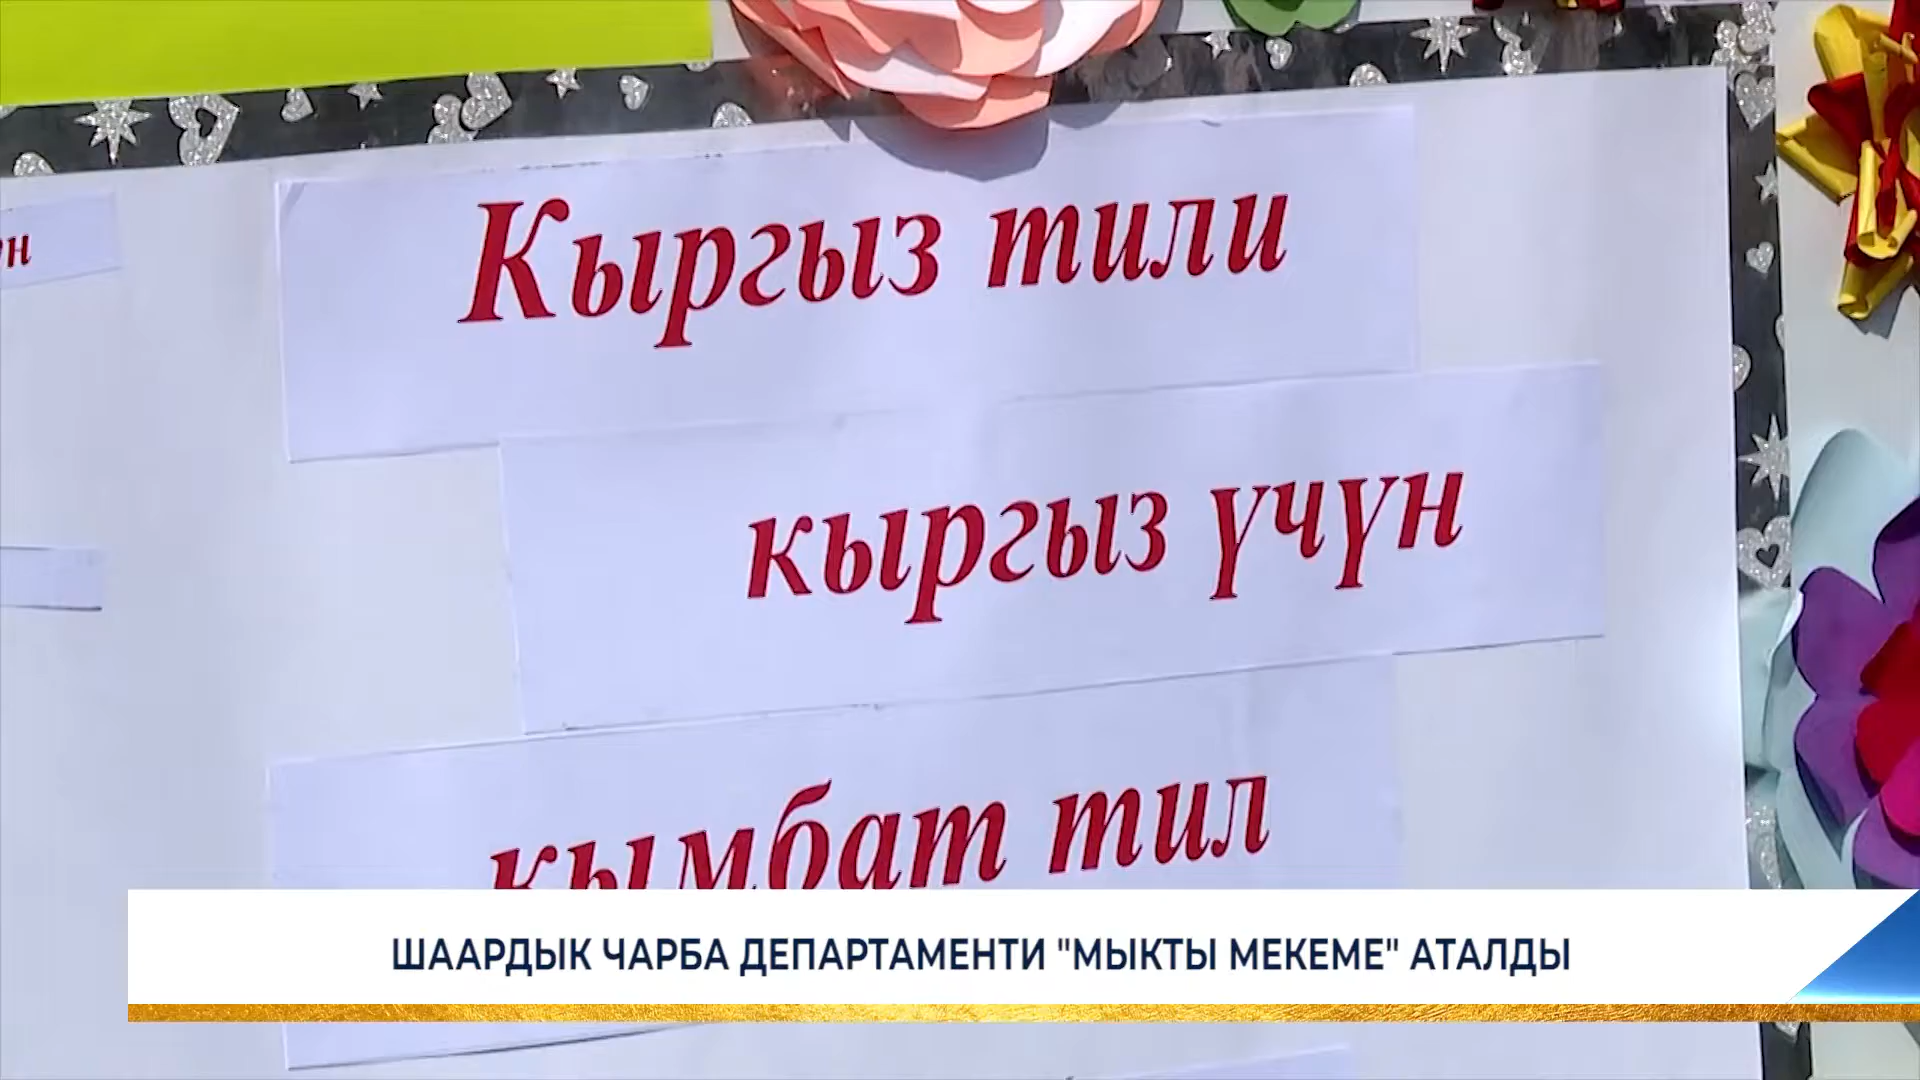 Кыргыз тили
кыргыз үчүн
кымбат тил
ШААРДЫК ЧАРБА ДЕПАРТАМЕНТИ "МЫКТЫ МЕКЕМЕ" АТАЛДЫ